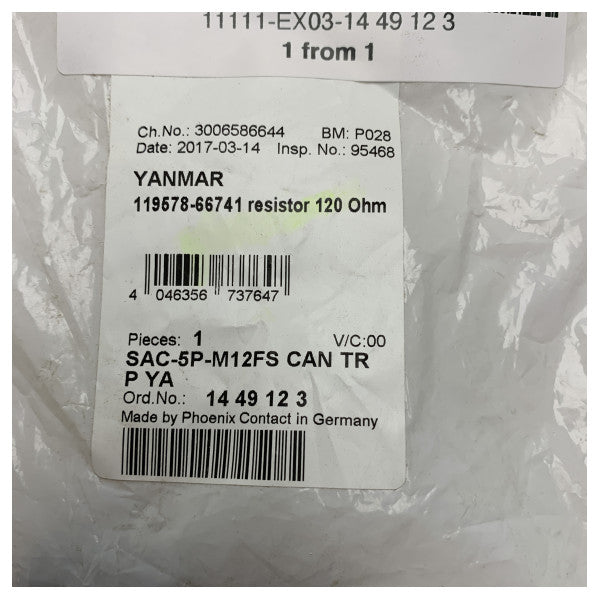 11111-EX03-14 49 12 3
1 from 1
Ch.No.: 3006586644 BM: P028
Date: 2017-03-14 Insp. No.: 95468
YANMAR
119578-66741 resistor 120 Ohm
4 046356 737647
Pieces: 1 V/C:00
SAC-5P-M12FS CAN TR
P YA
Ord.No.: 14 49 12 3
Made by Phoenix Contact in Germany